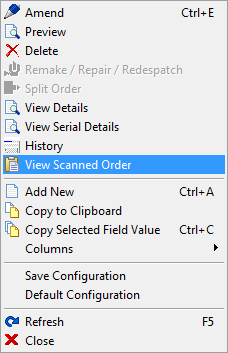 Amend Ctrl+E
Preview
Delete
Remake / Repair / Redespatch
Split Order
View Details
View Serial Details
History
View Scanned Order
Add New Ctrl+A
Copy to Clipboard
Copy Selected Field Value Ctrl+C
Columns
Save Configuration
Default Configuration
Refresh F5
Close